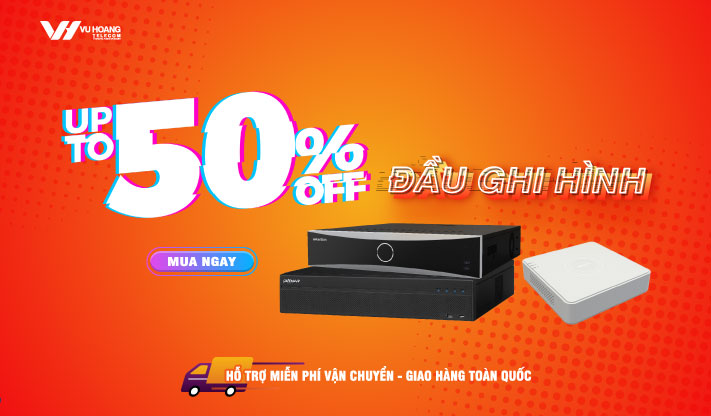 VU HOANG
TELECOM
UP
TO
50%
OFF
ĐẦU GHI HÌNH
MUA NGAY
alhua
HỖ TRỢ MIỄN PHÍ VẬN CHUYỂN - GIAO HÀNG TOÀN QUỐC